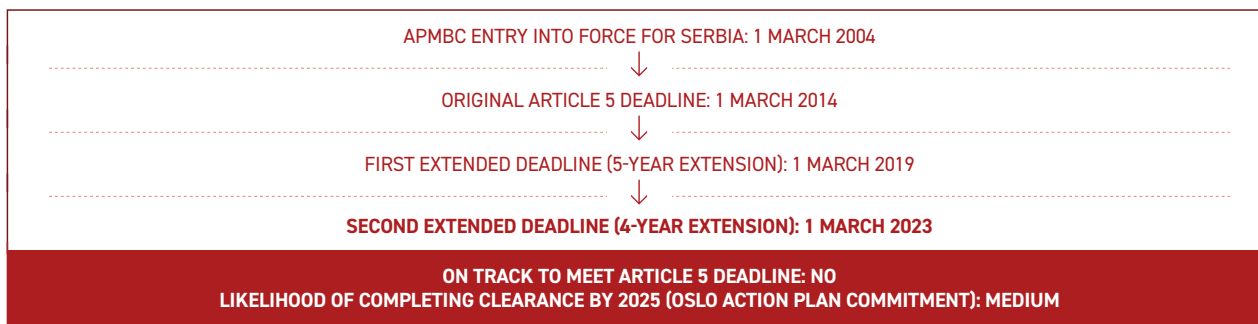 APMBC ENTRY INTO FORCE FOR SERBIA: 1 MARCH 2004
ORIGINAL ARTICLE 5 DEADLINE: 1 MARCH 2014
FIRST EXTENDED DEADLINE (5-YEAR EXTENSION): 1 MARCH 2019
SECOND EXTENDED DEADLINE (4-YEAR EXTENSION): 1 MARCH 2023
ON TRACK TO MEET ARTICLE 5 DEADLINE: NO
LIKELIHOOD OF COMPLETING CLEARANCE BY 2025 (OSLO ACTION PLAN COMMITMENT): MEDIUM